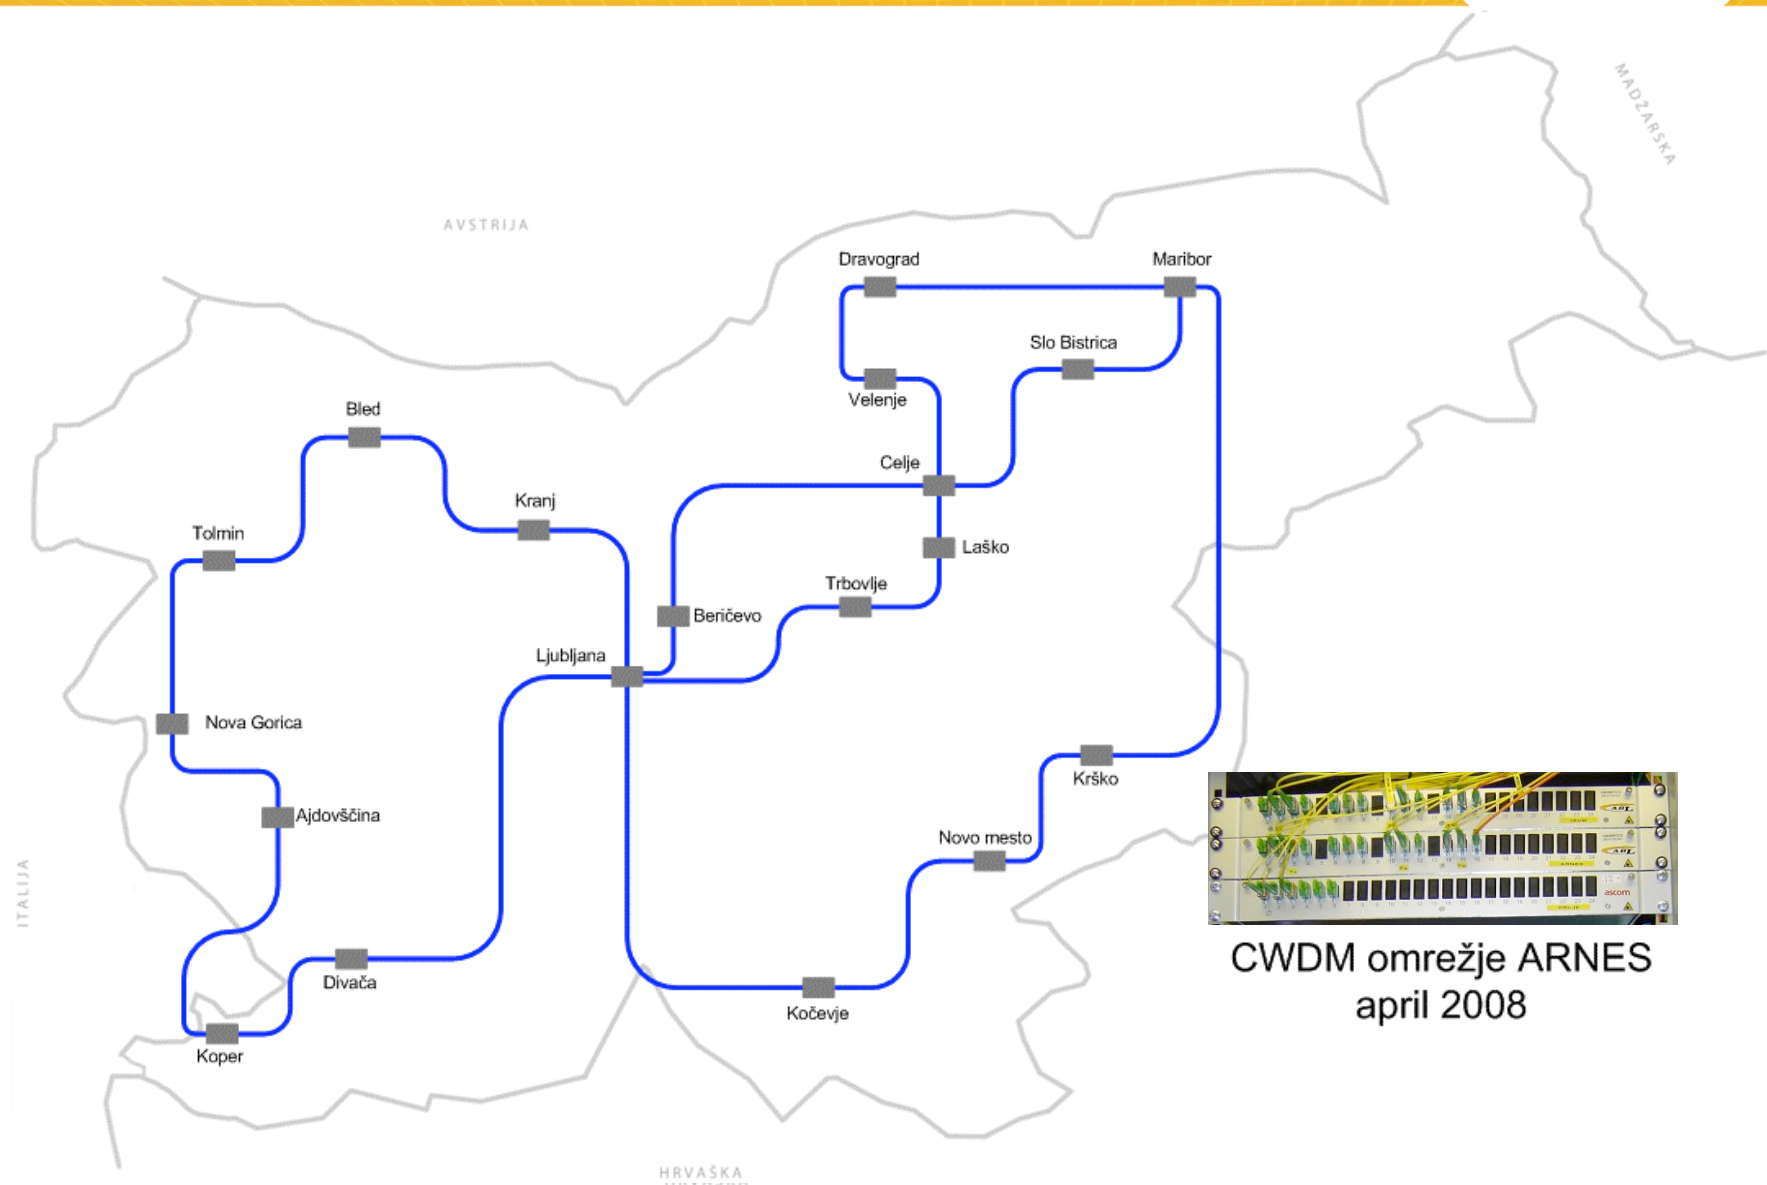 MADŽARSKA
AVSTRIJA
Dravograd
Maribor
Slo Bistrica
Velenje
Bled
Celje
Kranj
Tolmin
Laško
Trbovlje
Beričevo
Ljubljana
Nova Gorica
Krško
Ajdovščina
Novo mesto
ITALIJA
Divača
Kočevje
Koper
ascom
CWDM omrežje ARNES
april 2008
HRVAŠKA